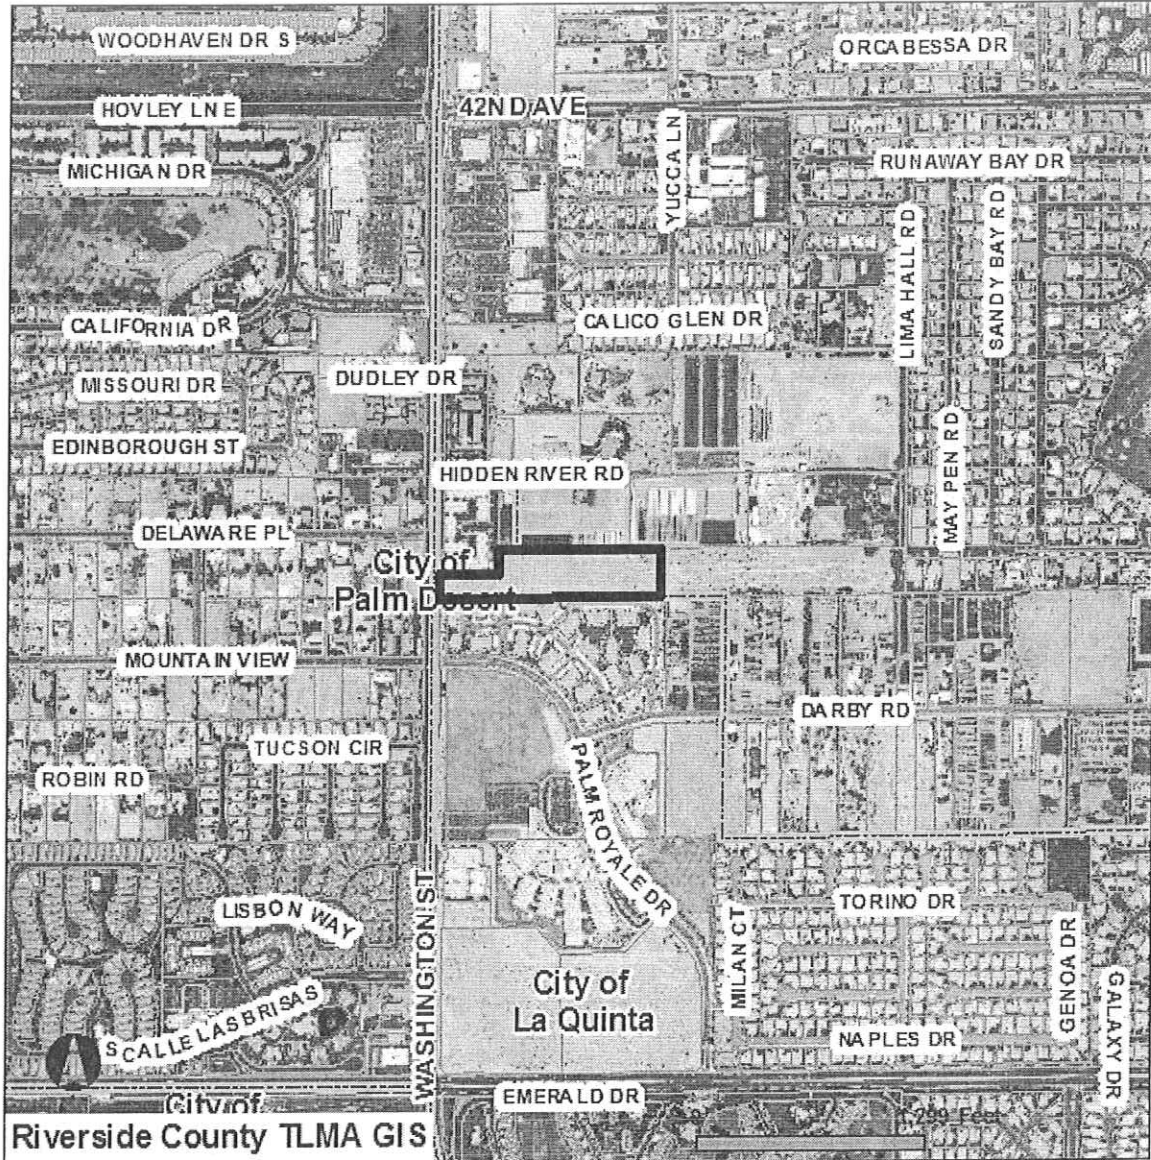 WOODHAVEN DR S
ORCABESSA DR
HOVLEY LN E
42ND AVE
MICHIGAN DR
YUCCA LN
RUNAWAY BAY DR
LIMA HALL RD
SANDY BAY RD
CALIFORNIA DR
CALICO GLEN DR
MISSOURI DR
DUDLEY DR
EDINBOROUGH ST
HIDDEN RIVER RD
MAY PEN RD
DELAWARE PL
City of
Palm Desert
MOUNTAIN VIEW
DARBY RD
TUCSON CIR
ROBIN RD
PALM ROYALE DR
LISBON WAY
WASHINGTON ST
TORINO DR
MILAN CT
GENOA DR
GALAXY DR
City of
La Quinta
S CALLE LAS BRISAS
NAPLES DR
EMERALD DR
City of
Riverside County TLMA GIS
Feet